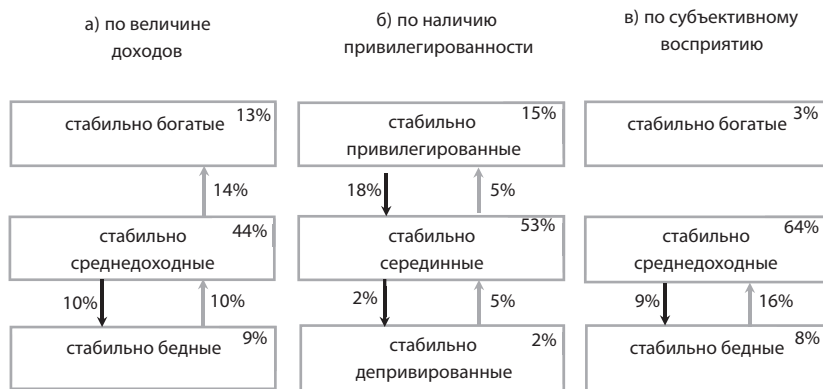 а) по величине
доходов
б) по наличию
привилегированности
в) по субъективному
восприятию
стабильно богатые 13%
стабильно
привилегированные
15%
стабильно богатые 3%
14%
18%
5%
стабильно
среднедоходные
44%
стабильно
серединные
53%
стабильно
среднедоходные
64%
10%
10%
2%
5%
9%
16%
стабильно бедные 9%
стабильно
депривированные
2%
стабильно бедные 8%